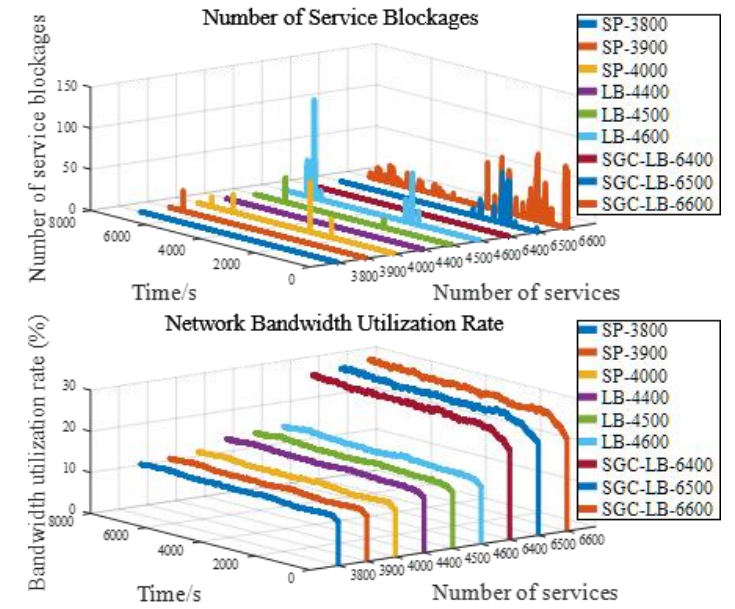 Number of Service Blockages
Number of service blockages
150
100
50
0
8000
6000
4000
2000
0
Time/s
3800 3900 4000 4400 4500 4600 6400 6500 6600
Number of services
SP-3800
SP-3900
SP-4000
LB-4400
LB-4500
LB-4600
SGC-LB-6400
SGC-LB-6500
SGC-LB-6600
Network Bandwidth Utilization Rate
Bandwidth utilization rate (%)
30
20
10
0
8000
6000
4000
2000
0
Time/s
3800 3900 4000 4400 4500 4600 6400 6500 6600
Number of services
SP-3800
SP-3900
SP-4000
LB-4400
LB-4500
LB-4600
SGC-LB-6400
SGC-LB-6500
SGC-LB-6600